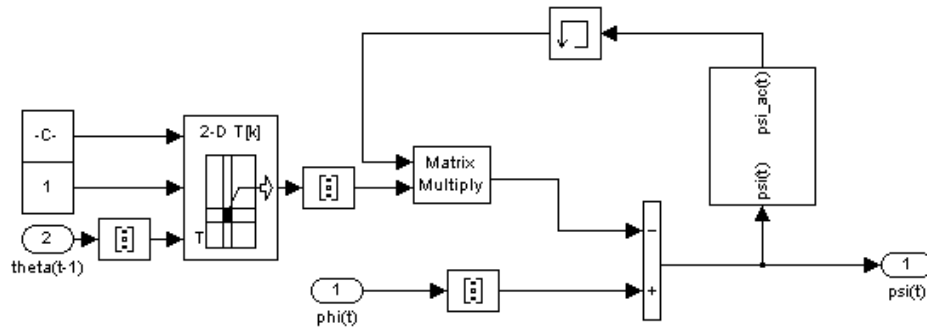 psi_ac(t)
psi(t)
-C-
1
2-D T[k]
T
Matrix
Multiply
2
theta(t-1)
1
phi(t)
−
+
1
psi(t)